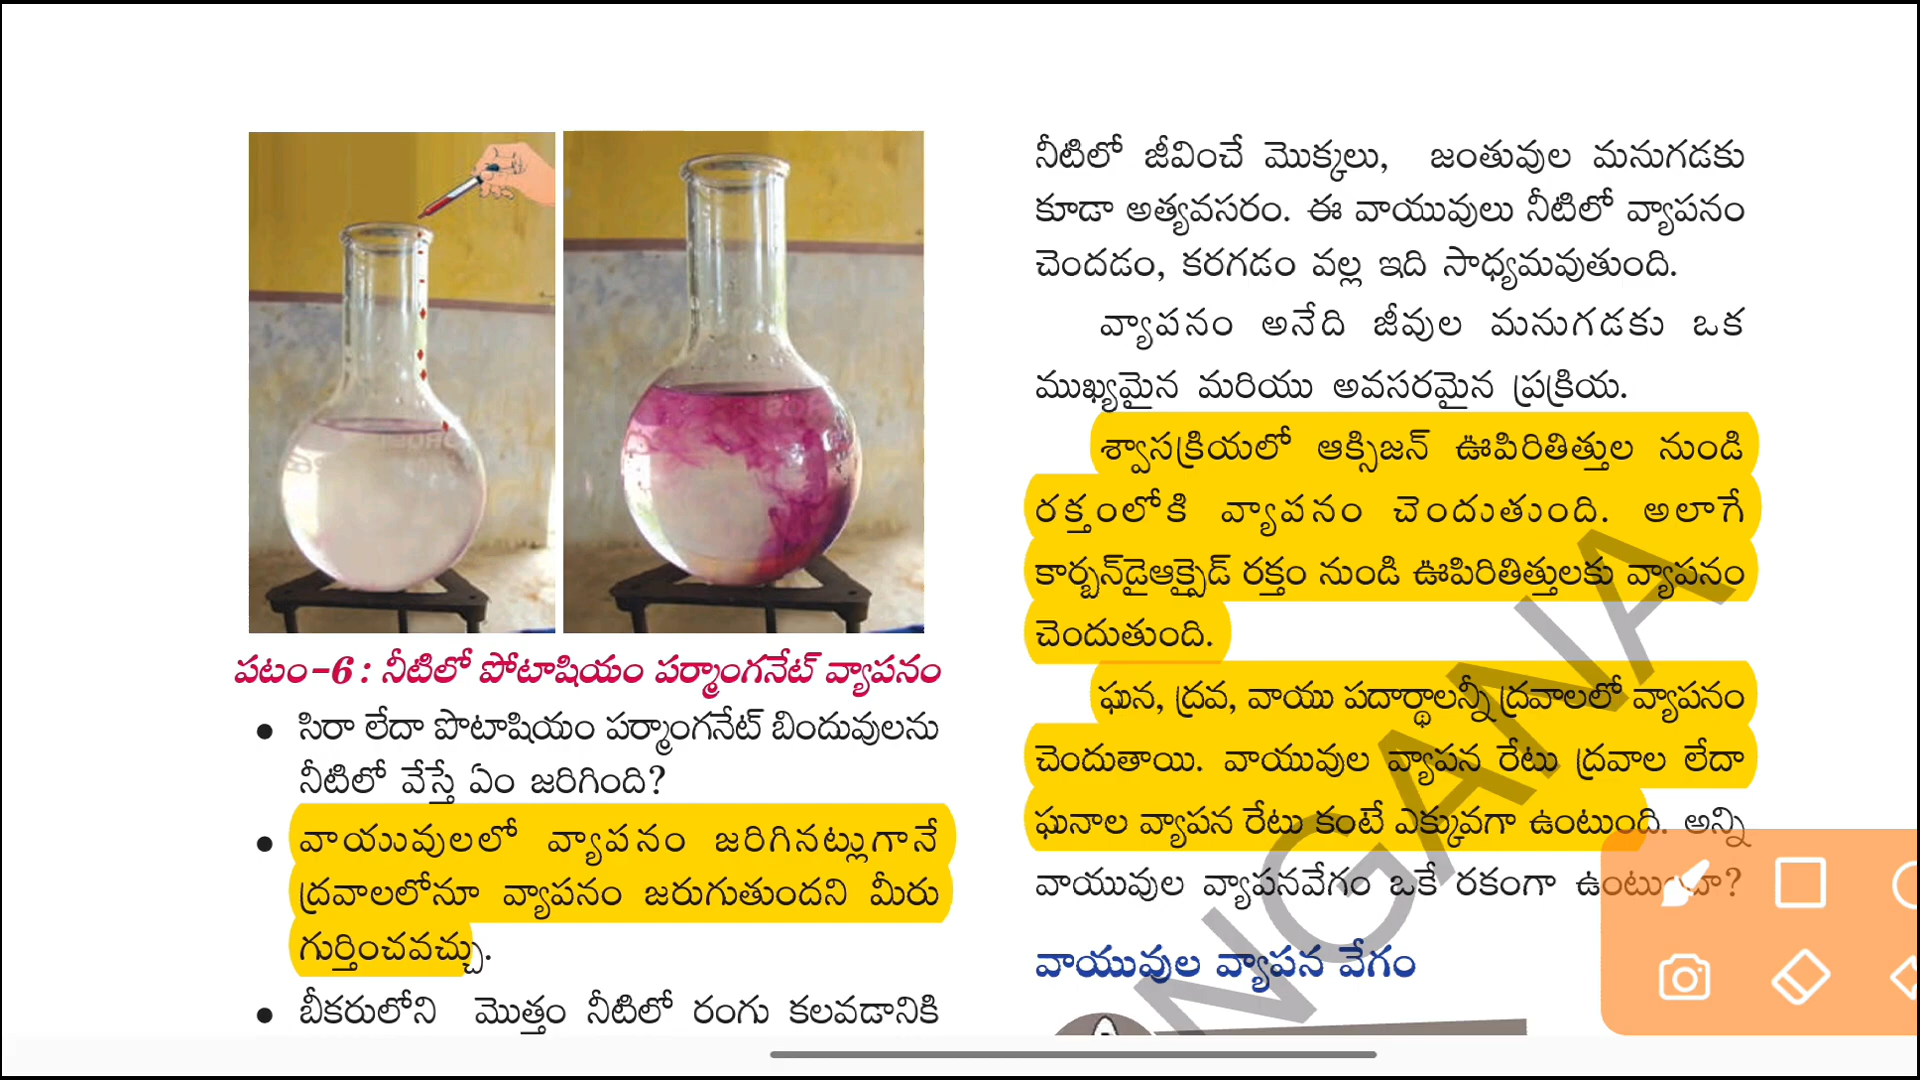 పటం-6 : నీటిలో పోటాషియం పర్మాంగనేట్ వ్యాపనం
● సిరా లేదా పొటాషియం పర్మాంగనేట్ బిందువులను
నీటిలో వేస్తే ఏం జరిగింది?
● వాయువులలో వ్యాపనం జరిగినట్లుగానే
ద్రవాలలోనూ వ్యాపనం జరుగుతుందని మీరు
గుర్తించవచ్చు.
● బీకరులోని మొత్తం నీటిలో రంగు కలవడానికి
నీటిలో జీవించే మొక్కలు, జంతువుల మనుగడకు
కూడా అత్యవసరం. ఈ వాయువులు నీటిలో వ్యాపనం
చెందడం, కరగడం వల్ల ఇది సాధ్యమవుతుంది.
వ్యాపనం అనేది జీవుల మనుగడకు ఒక
ముఖ్యమైన మరియు అవసరమైన ప్రక్రియ.
శ్వాసక్రియలో ఆక్సిజన్ ఊపిరితిత్తుల నుండి
రక్తంలోకి వ్యాపనం చెందుతుంది. అలాగే
కార్బన్‌డైఆక్సైడ్ రక్తం నుండి ఊపిరితిత్తులకు వ్యాపనం
చెందుతుంది.
ఘన, ద్రవ, వాయు పదార్థాలన్నీ ద్రవాలలో వ్యాపనం
చెందుతాయి. వాయువుల వ్యాపన రేటు ద్రవాల లేదా
ఘనాల వ్యాపన రేటు కంటే ఎక్కువగా ఉంటుంది. అన్ని
వాయువుల వ్యాపనవేగం ఒకే రకంగా
వాయువుల వ్యాపన వేగం
NGANA